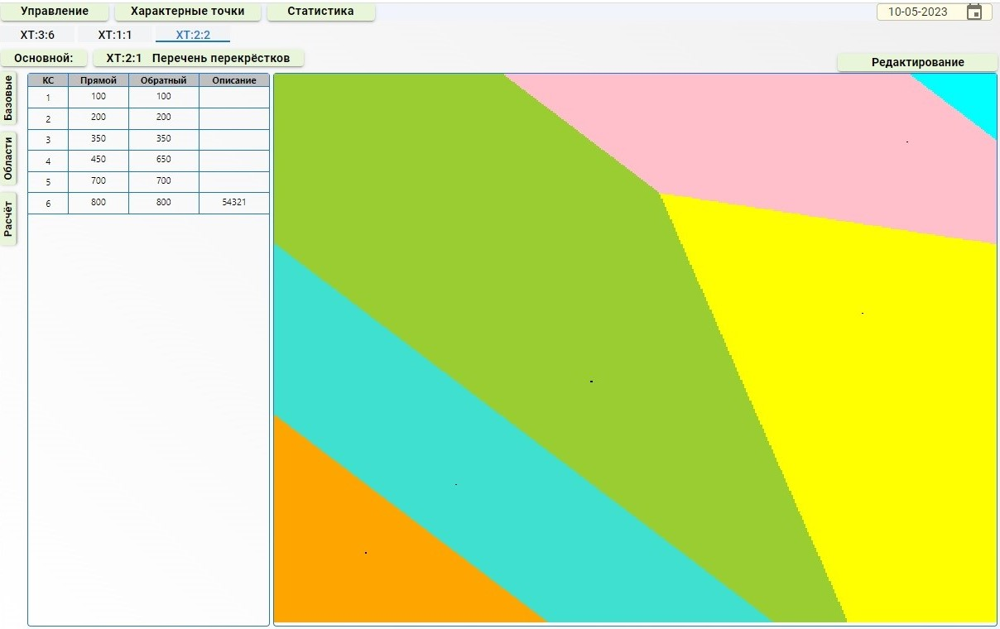 Управление Характерные точки Статистика 10-05-2023
ХТ:3:6 ХТ:1:1 ХТ:2:2
Основной: ХТ:2:1 Перечень перекрёстков Редактирование
Базовые
Области
Расчёт
КС Прямой Обратный Описание
1 100 100
2 200 200
3 350 350
4 450 650
5 700 700
6 800 800 54321